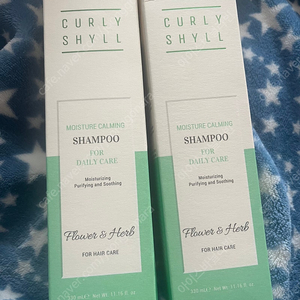 CURLY
SHYLL
MOISTURE CALMING
SHAMPOO
FOR
DAILY CARE
Moisturizing
Purifying and Soothing
Flower & Herb
FOR HAIR CARE
CURLY
SHYLL
MOISTURE CALMING
SHAMPOO
FOR
DAILY CARE
Moisturizing
Purifying and Soothing
Flower & Herb
FOR HAIR CARE